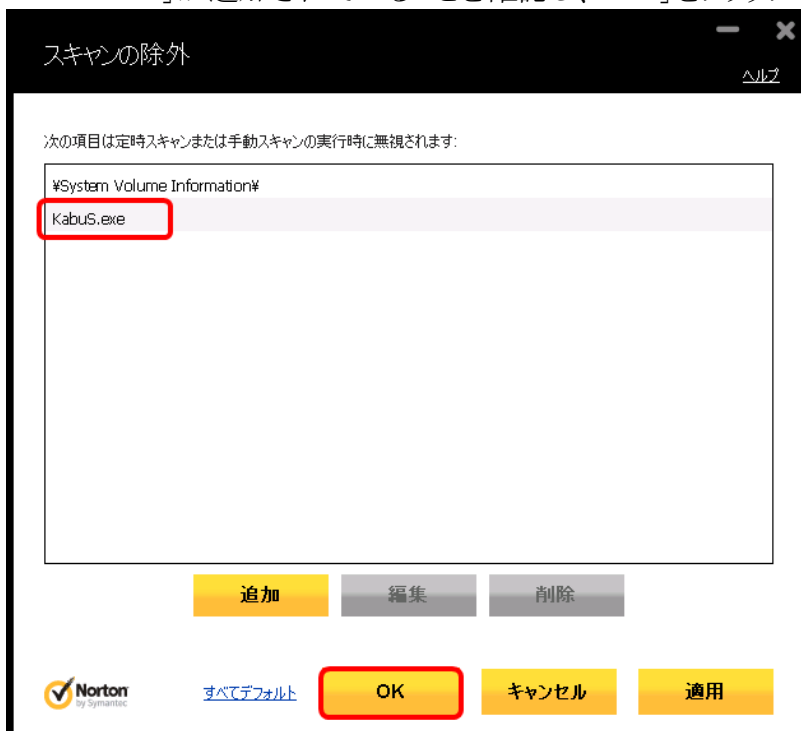 スキャンの除外
ヘルプ
次の項目は定時スキャンまたは手動スキャンの実行時に無視されます:
¥System Volume Information¥
KabuS.exe
追加
編集
削除
Norton
by Symantec
すべてデフォルト
OK
キャンセル
適用